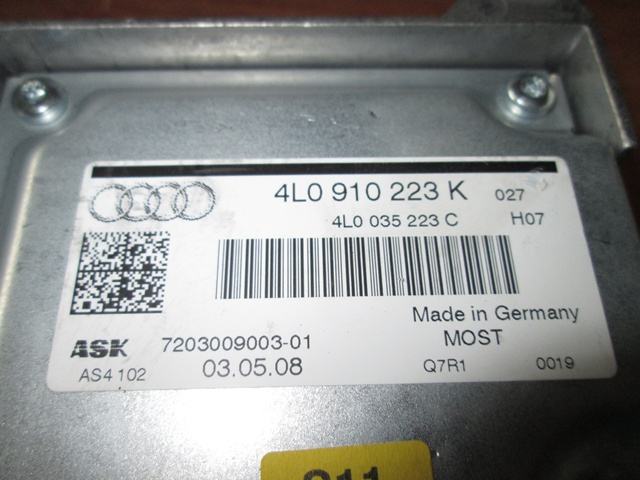 4L0 910 223 K 027
4L0 035 223 C H07
Made in Germany
ASK 7203009003-01 MOST
AS4 102 03.05.08 Q7R1 0019